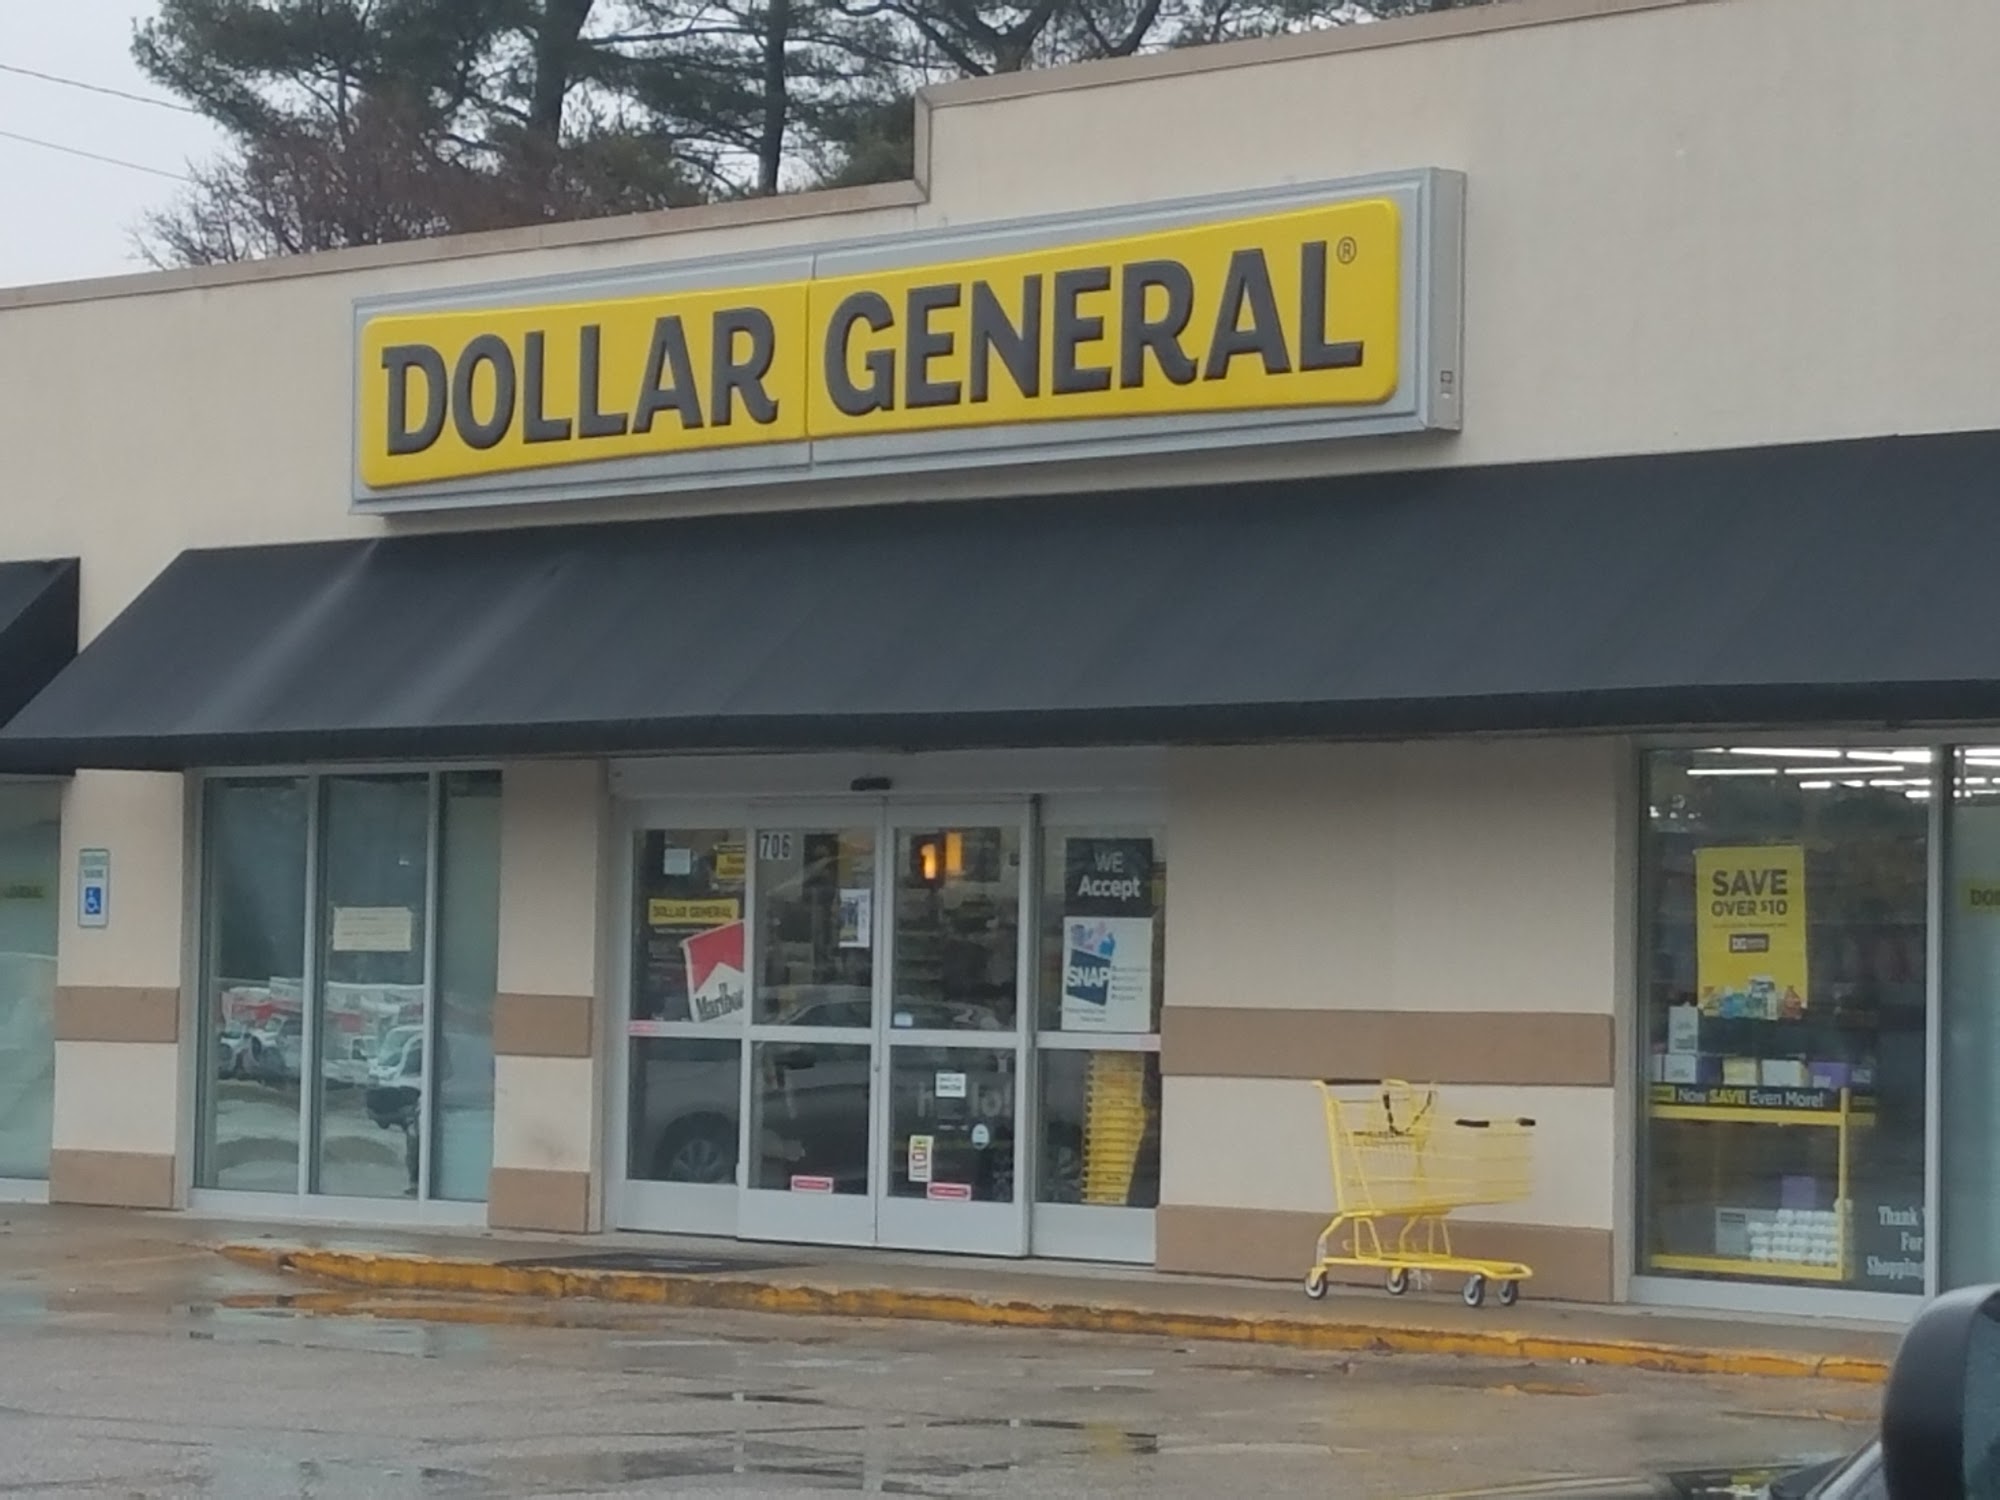 DOLLAR GENERAL®
706
WE
Accept
SNAP
DOLLAR GENERAL
Marlboro
SAVE
OVER $10
DG
Now SAVE Even More!
Thank
For
Shopping